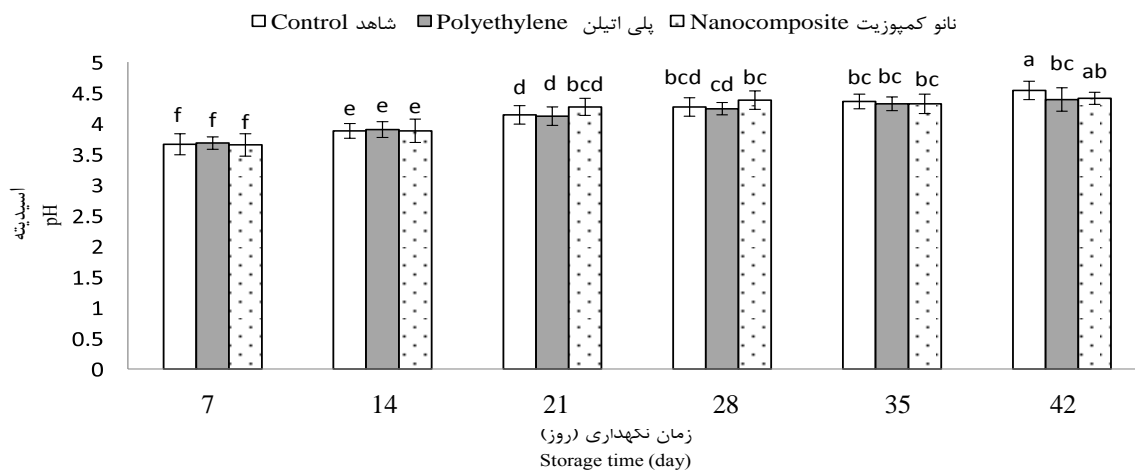 Control شاهد Polyethylene پلی اتیلن Nanocomposite نانو کمپوزیت
5
4.5
4
3.5
3
2.5
2
1.5
1
0.5
0
اسیدیته
pH
f f f e e e d d bcd bcd cd bc bc bc bc a bc ab
7 14 21 28 35 42
زمان نگهداری (روز)
Storage time (day)